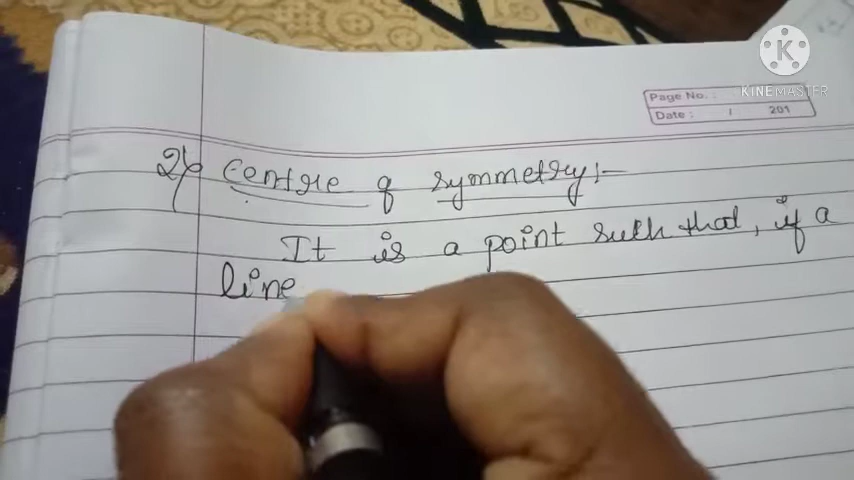 KINEMASTER
Page No. :
Date : / 201
2) Centre of symmetry :-
It is a point such that, if a
line